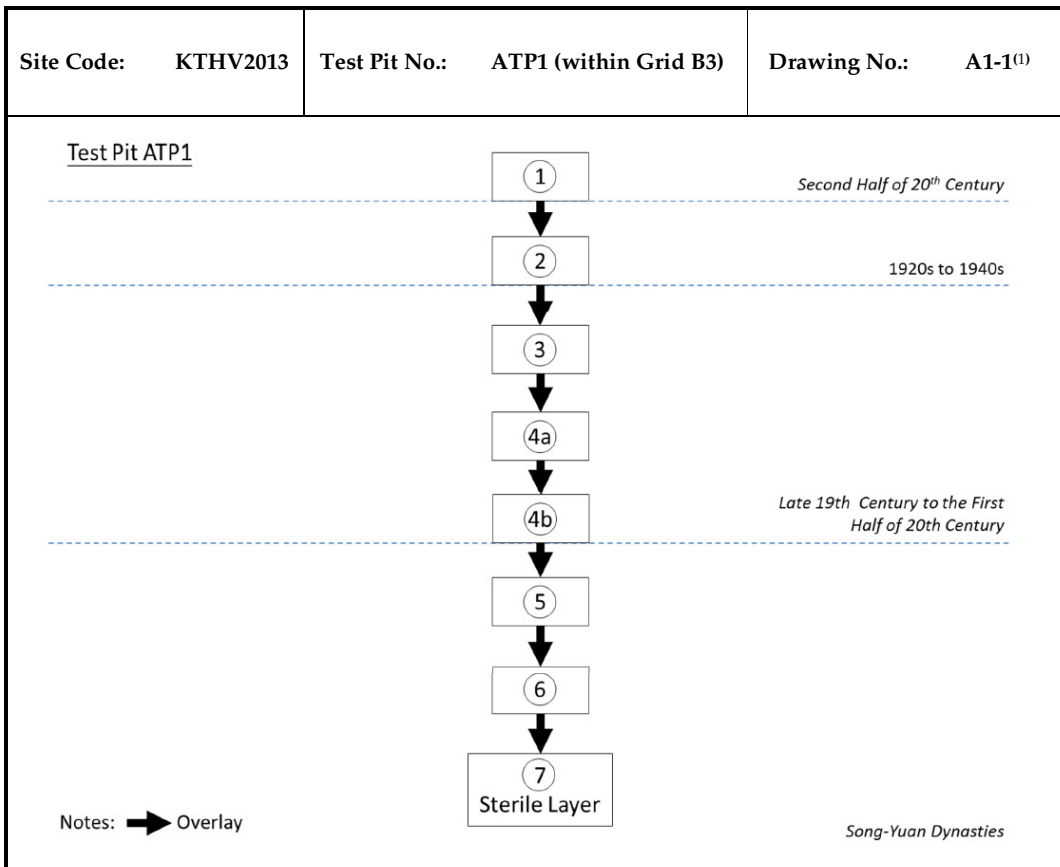 Site Code: KTHV2013 Test Pit No.: ATP1 (within Grid B3) Drawing No.: A1-1(1)
Test Pit ATP1
1
Second Half of 20th Century
2
1920s to 1940s
3
4a
4b
Late 19th Century to the First
Half of 20th Century
5
6
7
Sterile Layer
Notes: Overlay
Song-Yuan Dynasties